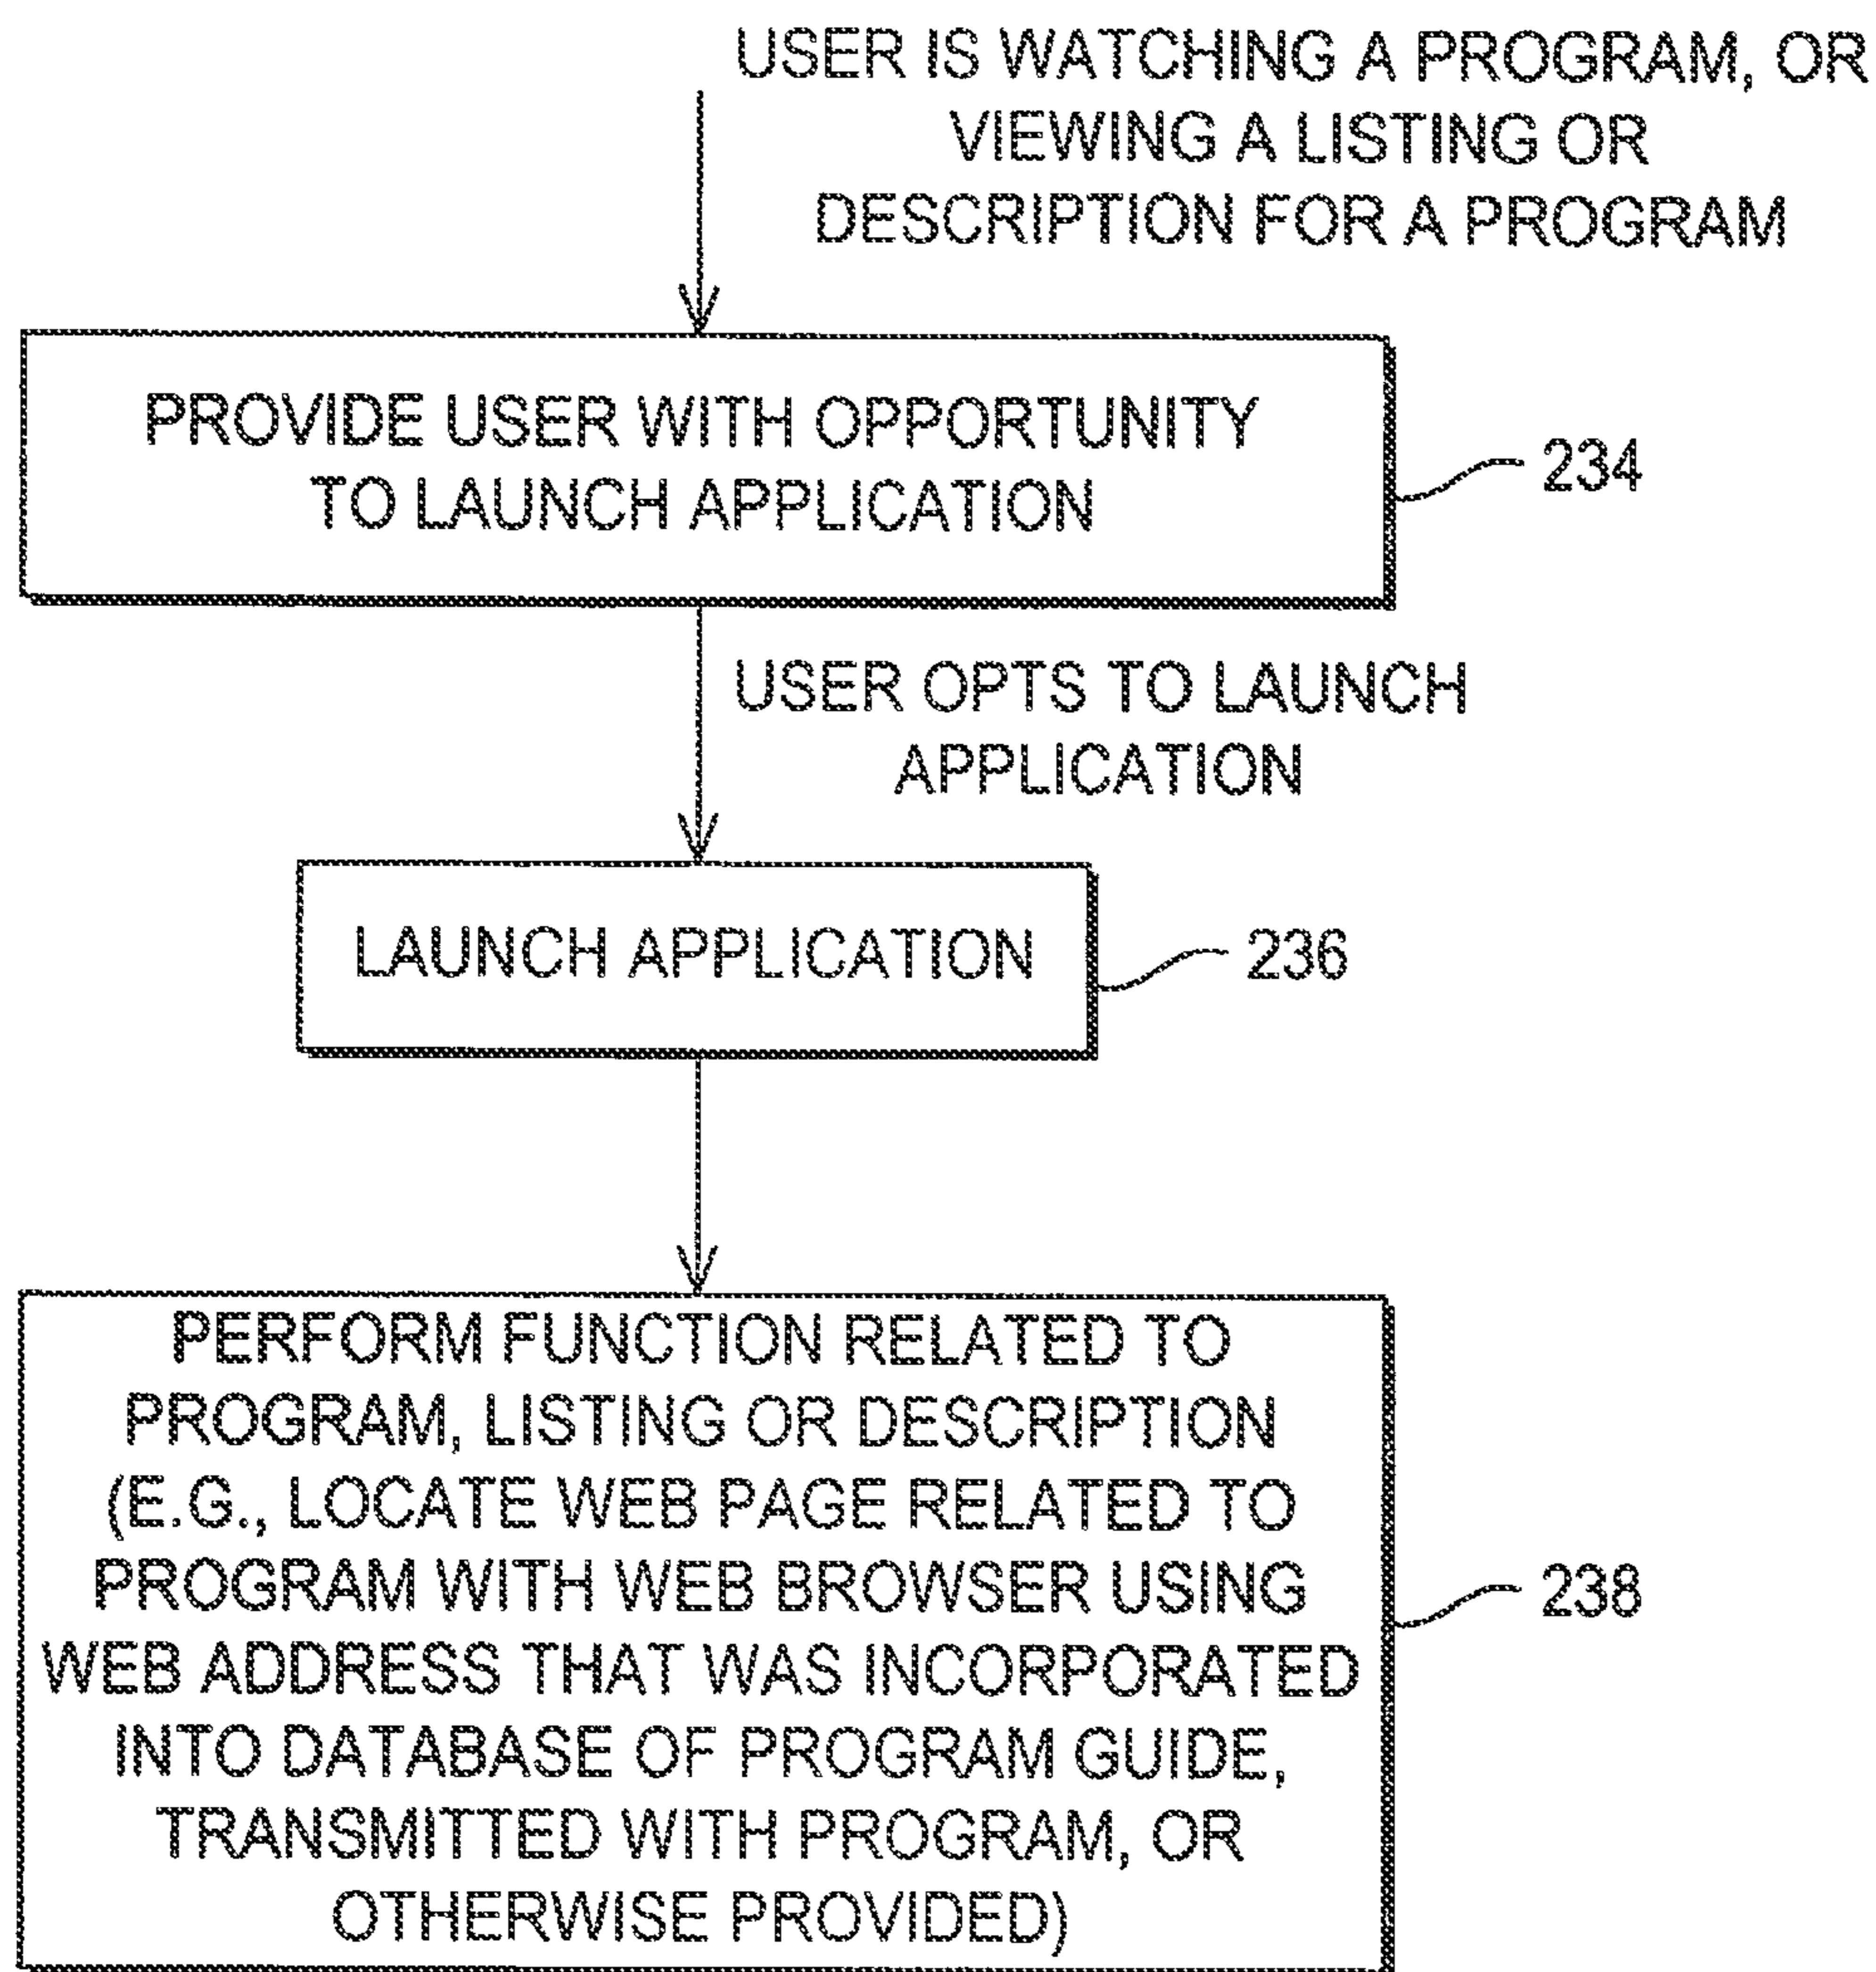 USER IS WATCHING A PROGRAM, OR
VIEWING A LISTING OR
DESCRIPTION FOR A PROGRAM
PROVIDE USER WITH OPPORTUNITY
TO LAUNCH APPLICATION
234
USER OPTS TO LAUNCH
APPLICATION
LAUNCH APPLICATION
236
PERFORM FUNCTION RELATED TO
PROGRAM, LISTING OR DESCRIPTION
(E.G., LOCATE WEB PAGE RELATED TO
PROGRAM WITH WEB BROWSER USING
WEB ADDRESS THAT WAS INCORPORATED
INTO DATABASE OF PROGRAM GUIDE,
TRANSMITTED WITH PROGRAM, OR
OTHERWISE PROVIDED)
238